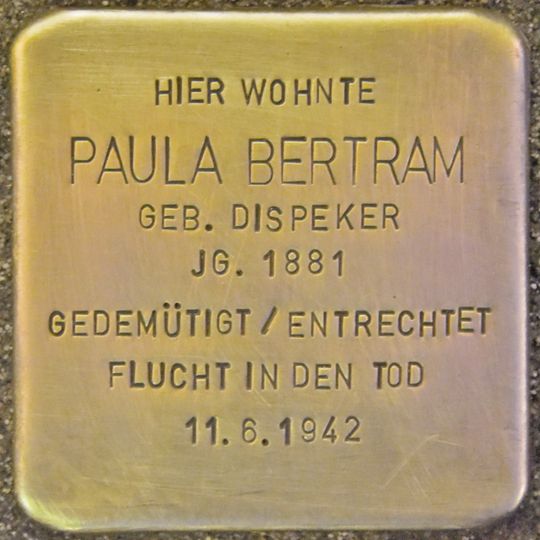 HIER WOHNTE
PAULA BERTRAM
GEB. DISPEKER
JG. 1881
GEDEMÜTIGT / ENTRECHTET
FLUCHT IN DEN TOD
11.6.1942